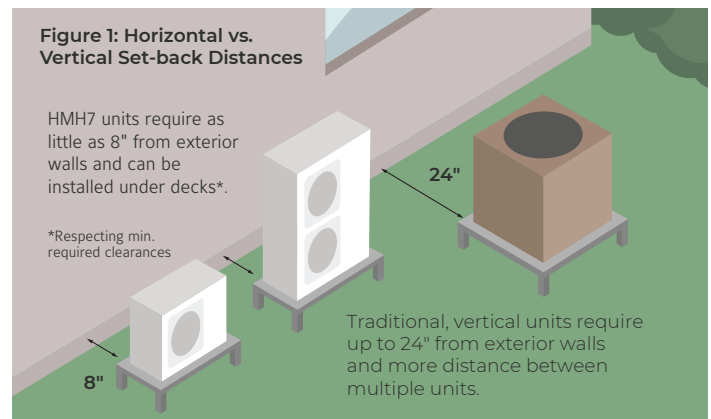 Figure 1: Horizontal vs.
Vertical Set-back Distances
HMH7 units require as
little as 8" from exterior
walls and can be
installed under decks*.
*Respecting min.
required clearances
24"
8"
Traditional, vertical units require
up to 24" from exterior walls
and more distance between
multiple units.